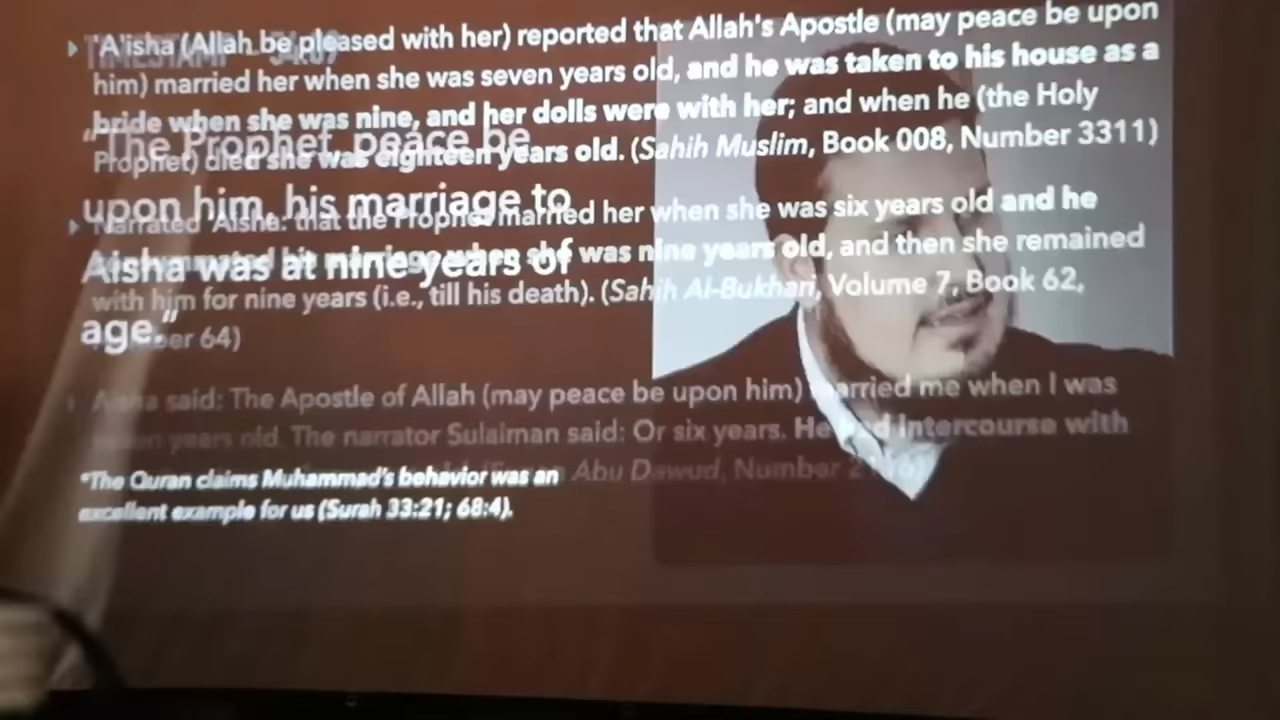 'A'isha (Allah be pleased with her) reported that Allah's Apostle (may peace be upon
him) married her when she was seven years old, and he was taken to his house as a
bride when she was nine, and her dolls were with her; and when he (the Holy
Prophet) died she was eighteen years old. (Sahih Muslim, Book 008, Number 3311)
Narrated 'Aisha: that the Prophet married her when she was six years old and he
marriage when she was nine years old, and then she remained
with him for nine years (i.e., till his death). (Sahih Al-Bukhari, Volume 7, Book 62,
64)
said: The Apostle of Allah (may peace be upon him) married me when I was
years old. The narrator Sulaiman said: Or six years. He had intercourse with
Abu Dawud, Number
TIMESTAMP - 54:07
"The Prophet, peace be
upon him, his marriage to
Aisha was at nine years of
age."
*The Quran claims Muhammad's behavior was an
excellent example for us (Surah 33:21; 68:4).